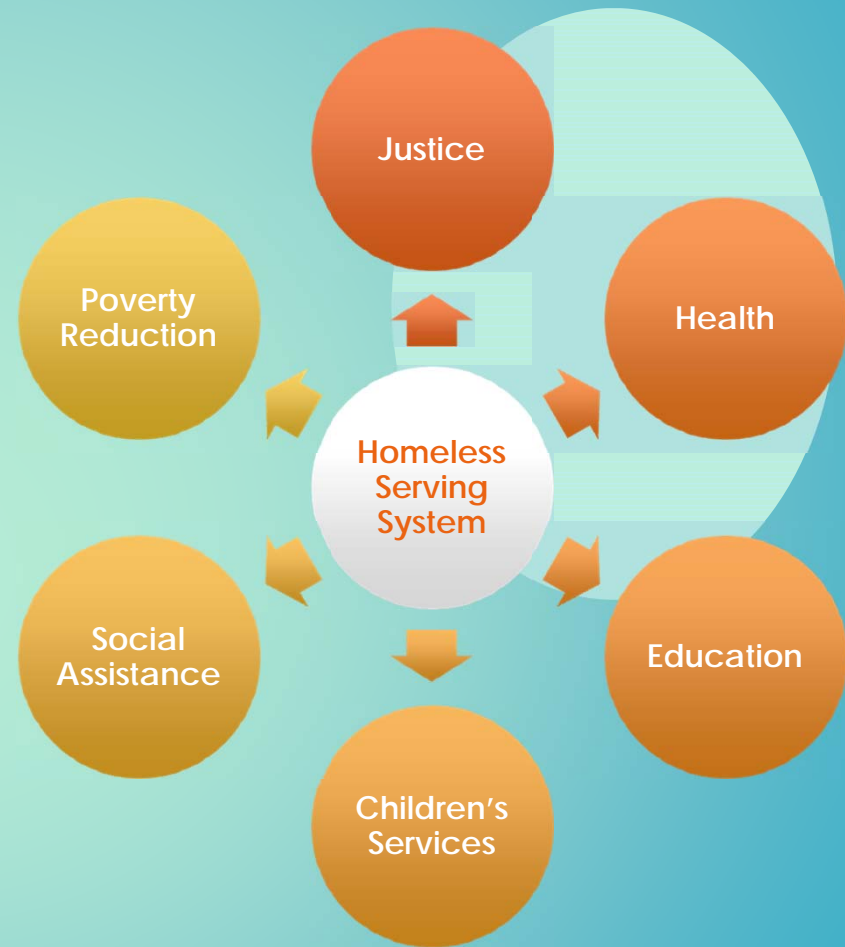 Justice
Poverty
Reduction
Health
Homeless
Serving
System
Social
Assistance
Education
Children’s
Services